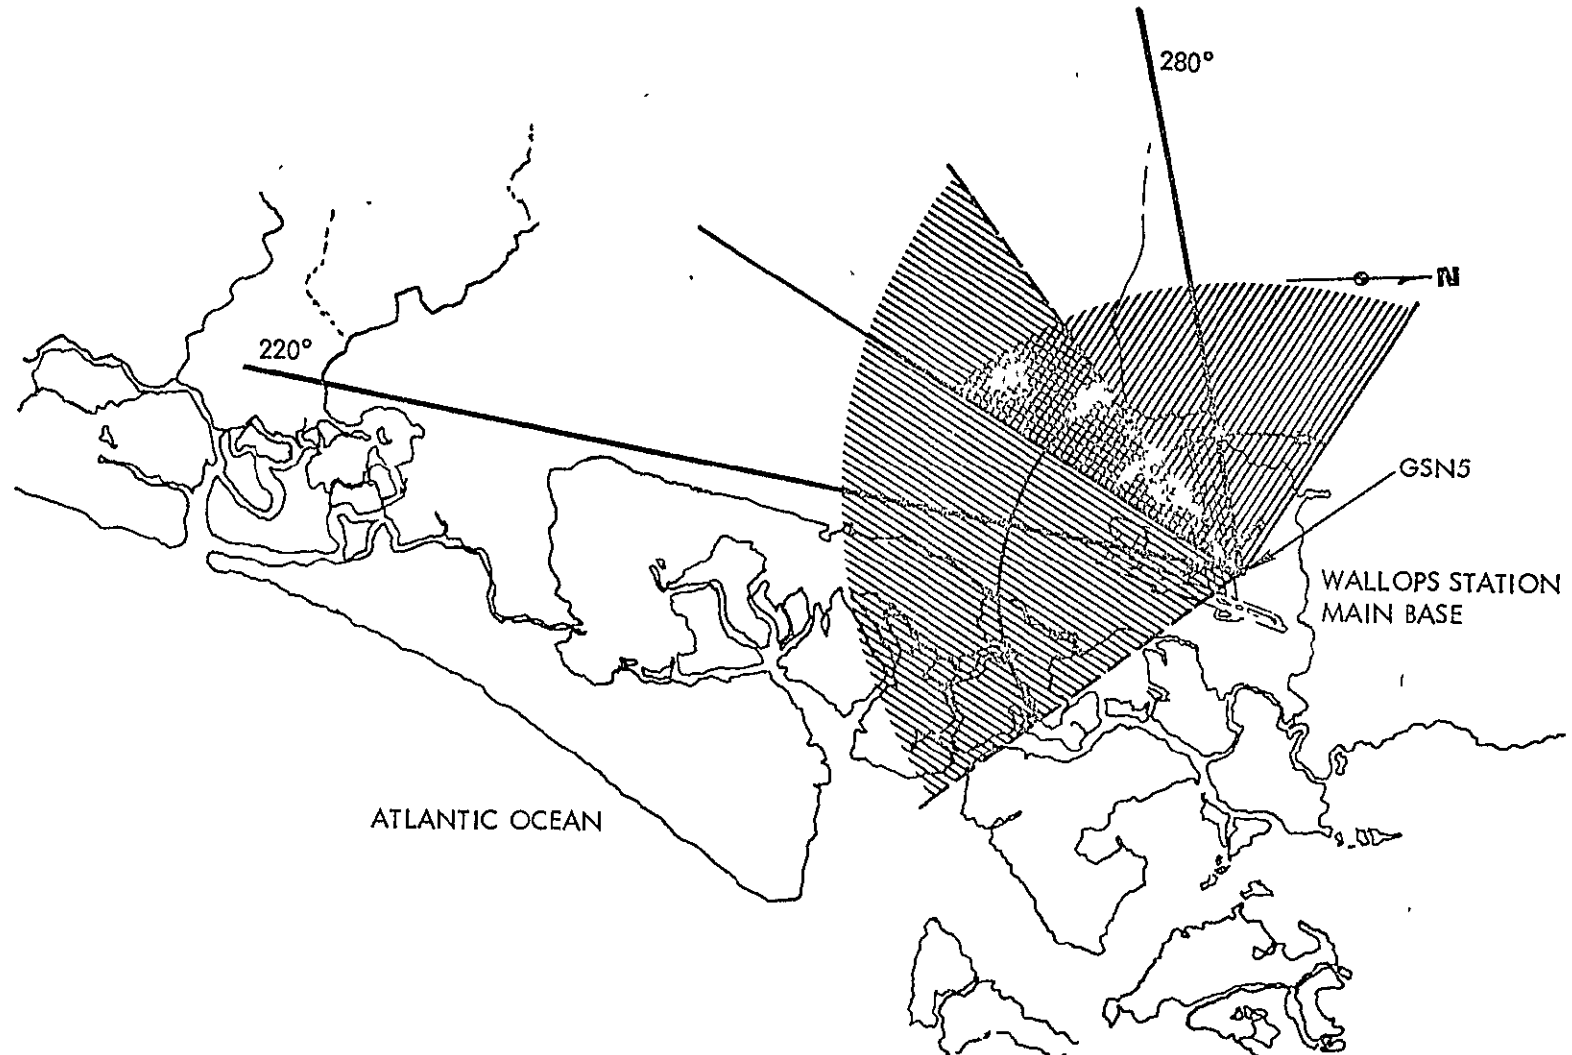 280°
N
220°
GSN5
WALLOPS STATION
MAIN BASE
ATLANTIC OCEAN